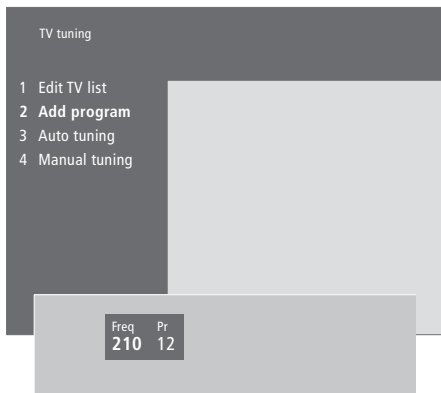 TV tuning
1 Edit TV list
2 Add program
3 Auto tuning
4 Manual tuning
Freq Pr
210 12